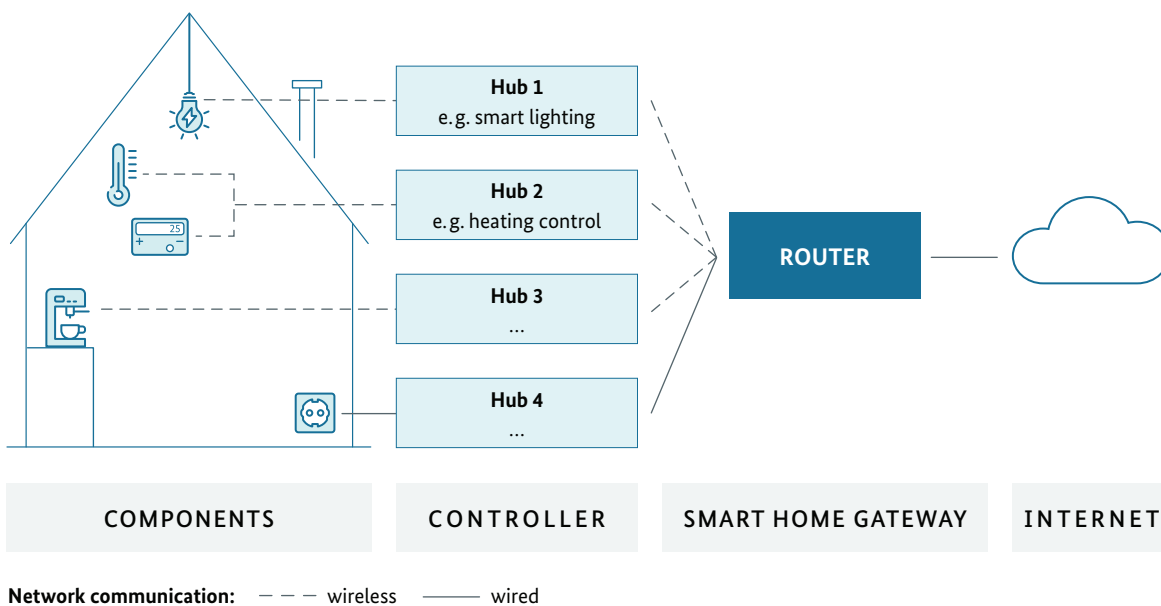 Hub 1
e. g. smart lighting
Hub 2
e. g. heating control
25
+ –
Hub 3
...
Hub 4
...
ROUTER
COMPONENTS
CONTROLLER
SMART HOME GATEWAY
INTERNET
Network communication: wireless wired